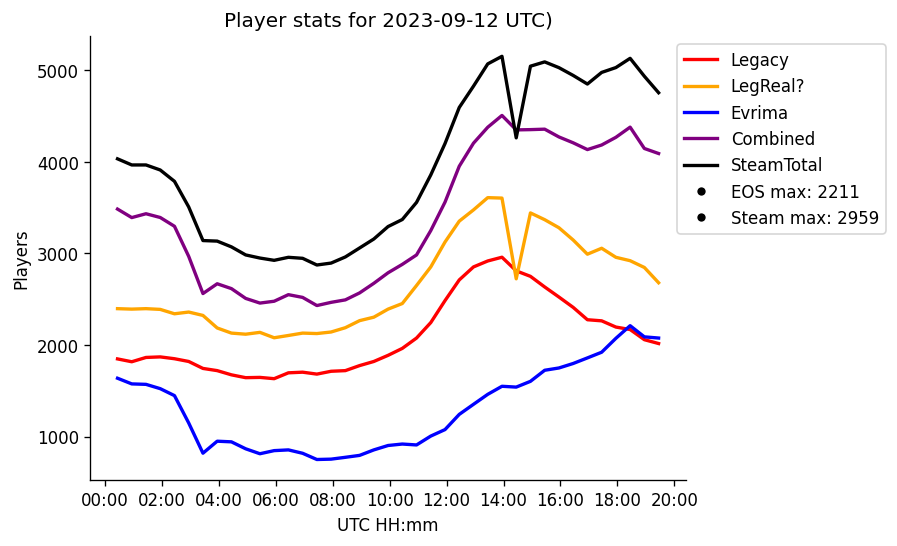 Player stats for 2023-09-12 UTC)
Legacy
LegReal?
Evrima
Combined
SteamTotal
EOS max: 2211
Steam max: 2959
5000
4000
3000
2000
1000
Players
00:00 02:00 04:00 06:00 08:00 10:00 12:00 14:00 16:00 18:00 20:00
UTC HH:mm